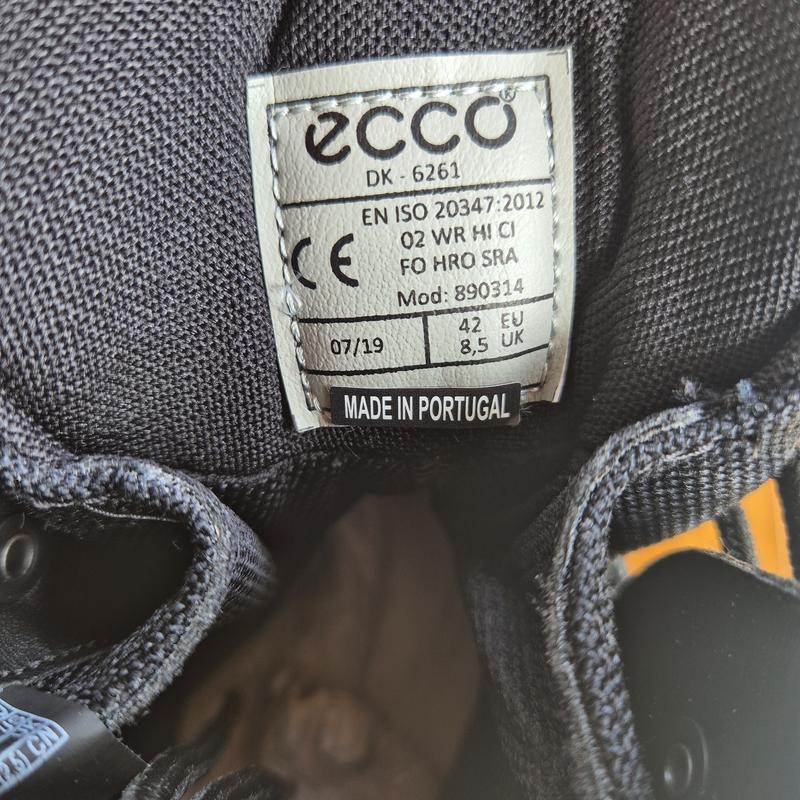 ecco®
DK - 6261
EN ISO 20347:2012
02 WR HI CI
FO HRO SRA
CE
Mod: 890314
07/19
42 EU
8,5 UK
MADE IN PORTUGAL